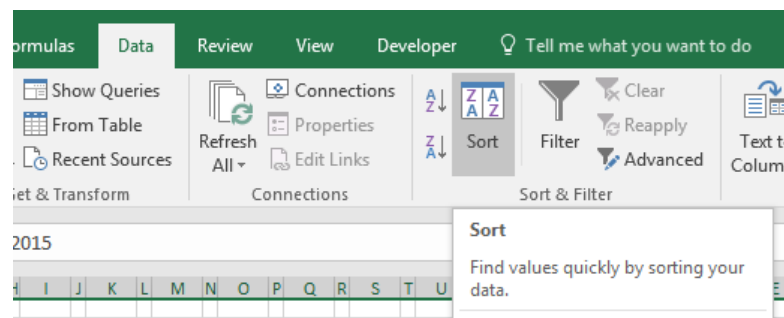 ormulas Data Review View Developer Tell me what you want to do
Show Queries
From Table
Recent Sources
et & Transform
Refresh
All
Connections
Properties
Edit Links
Connections
A
Z
Z
A
Z A
A Z
Sort
Filter
Clear
Reapply
Advanced
Sort & Filter
Text t
Colum
2015
H I J K L M N O P Q R S T U E
Sort
Find values quickly by sorting your
data.